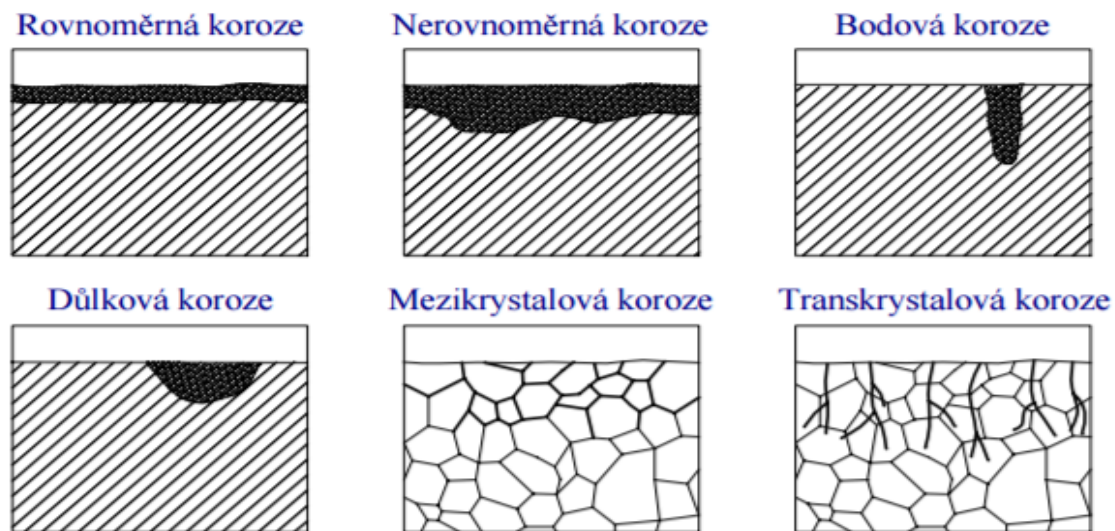 Rovnoměrná koroze
Nerovnoměrná koroze
Bodová koroze
Důlková koroze
Mezikrystalová koroze
Transkrystalová koroze